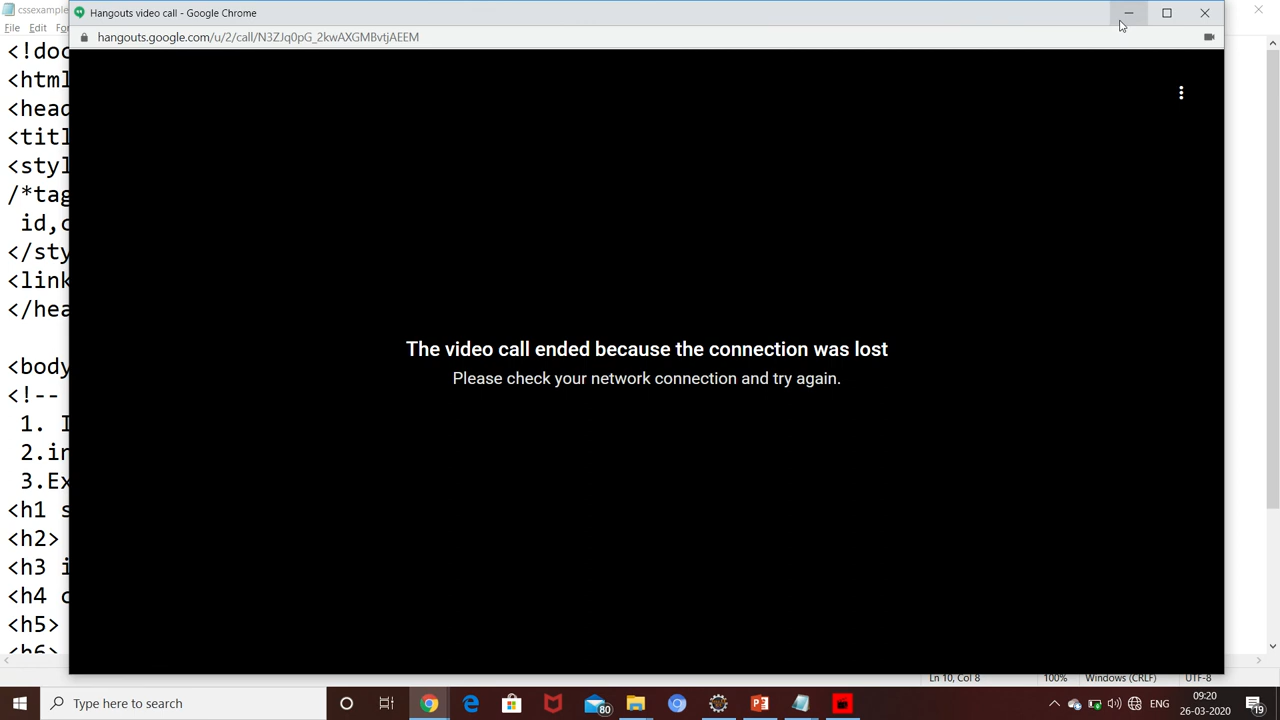 cssexample
Hangouts video call - Google Chrome
File Edit Fo
hangouts.google.com/u/2/call/N3ZJq0pG_2kwAXGMBvtjAEEM
<!doc
<html
<head
<titl
<styl
/*tag
id,c
</sty
<link
</hea
<body
<!--
1. I
2.in
3.Ex
<h1 s
<h2>
<h3 i
<h4 c
<h5>
<h6>
The video call ended because the connection was lost
Please check your network connection and try again.
Ln 10, Col 8 100% Windows (CRLF) UTF-8
Type here to search
80
ENG
09:20
26-03-2020
19